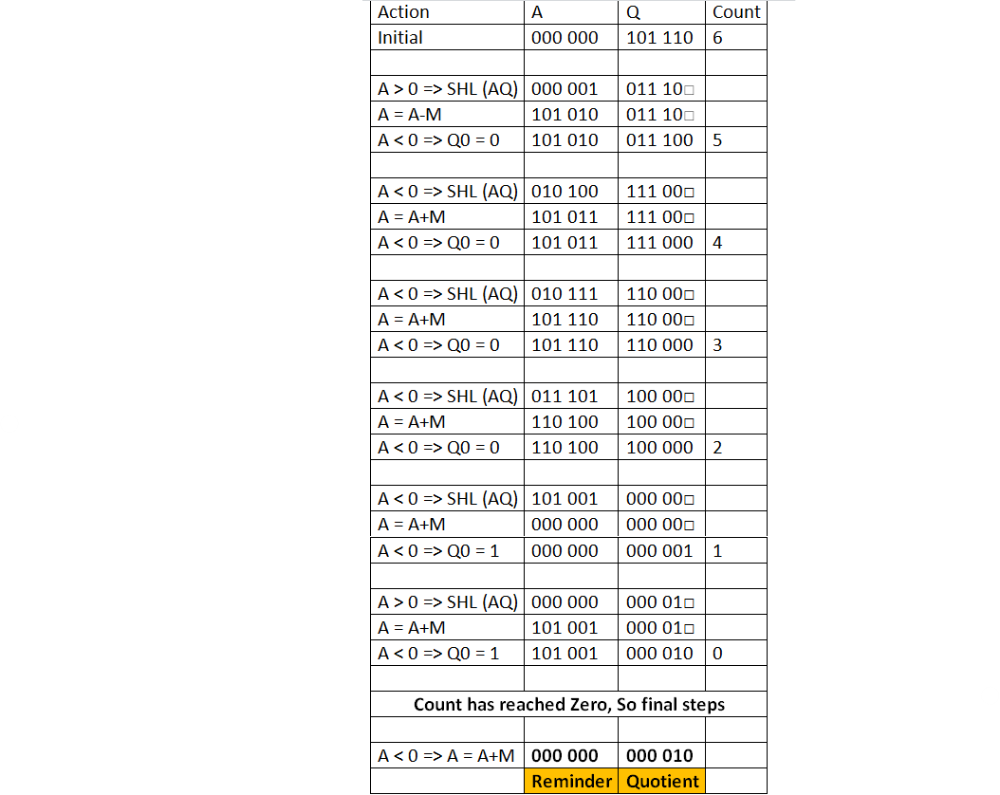 Action A Q Count
Initial 000 000 101 110 6
A > 0 => SHL (AQ) 000 001 011 10□
A = A-M 101 010 011 10□
A < 0 => Q0 = 0 101 010 011 100 5
A < 0 => SHL (AQ) 010 100 111 00□
A = A+M 101 011 111 00□
A < 0 => Q0 = 0 101 011 111 000 4
A < 0 => SHL (AQ) 010 111 110 00□
A = A+M 101 110 110 00□
A < 0 => Q0 = 0 101 110 110 000 3
A < 0 => SHL (AQ) 011 101 100 00□
A = A+M 110 100 100 00□
A < 0 => Q0 = 0 110 100 100 000 2
A < 0 => SHL (AQ) 101 001 000 00□
A = A+M 000 000 000 00□
A < 0 => Q0 = 1 000 000 000 001 1
A > 0 => SHL (AQ) 000 000 000 01□
A = A+M 101 001 000 01□
A < 0 => Q0 = 1 101 001 000 010 0
Count has reached Zero, So final steps
A < 0 => A = A+M 000 000 000 010
Reminder Quotient